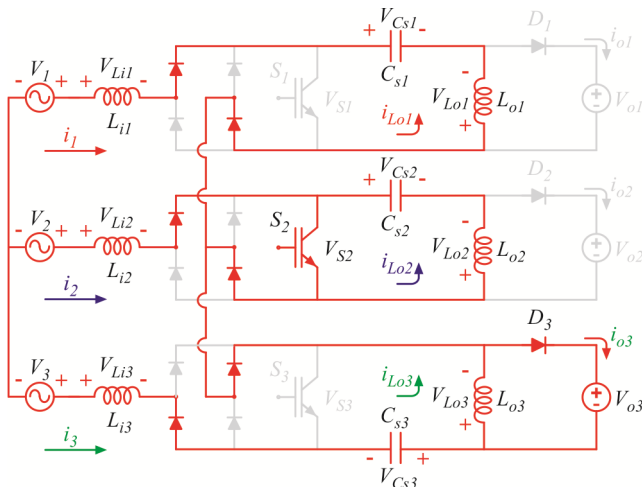 V_{Cs1} D_1 i_{o1}
+ -
V_1 V_{Li1} S_1 C_{s1} -
+ + - V_{S1} V_{Lo1} L_{o1} + V_{o1}
L_{i1} i_{Lo1} + -
i_1
V_{Cs2} D_2 i_{o2}
+ -
V_2 V_{Li2} S_2 C_{s2} -
+ + - V_{S2} V_{Lo2} L_{o2} + V_{o2}
L_{i2} i_{Lo2} + -
i_2
D_3 i_{o3}
V_3 V_{Li3} S_3 i_{Lo3} -
+ + - V_{S3} V_{Lo3} L_{o3} + V_{o3}
L_{i3} C_{s3} + -
i_3 - +
V_{Cs3}